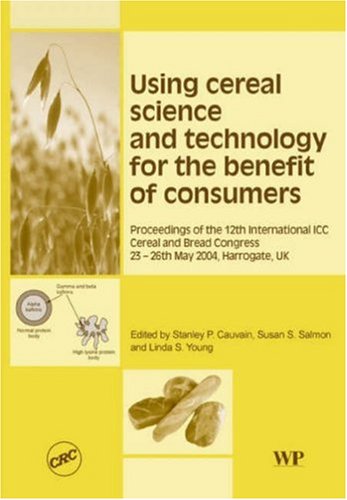 Using cereal
science
and technology
for the benefit
of consumers
Proceedings of the 12th International ICC
Cereal and Bread Congress
23 – 26th May 2004, Harrogate, UK
Gamma and beta
kafirins
Alpha
kafirins
Normal protein
body
High lysine protein
body
Edited by Stanley P. Cauvain, Susan S. Salmon
and Linda S. Young
CRC
WP